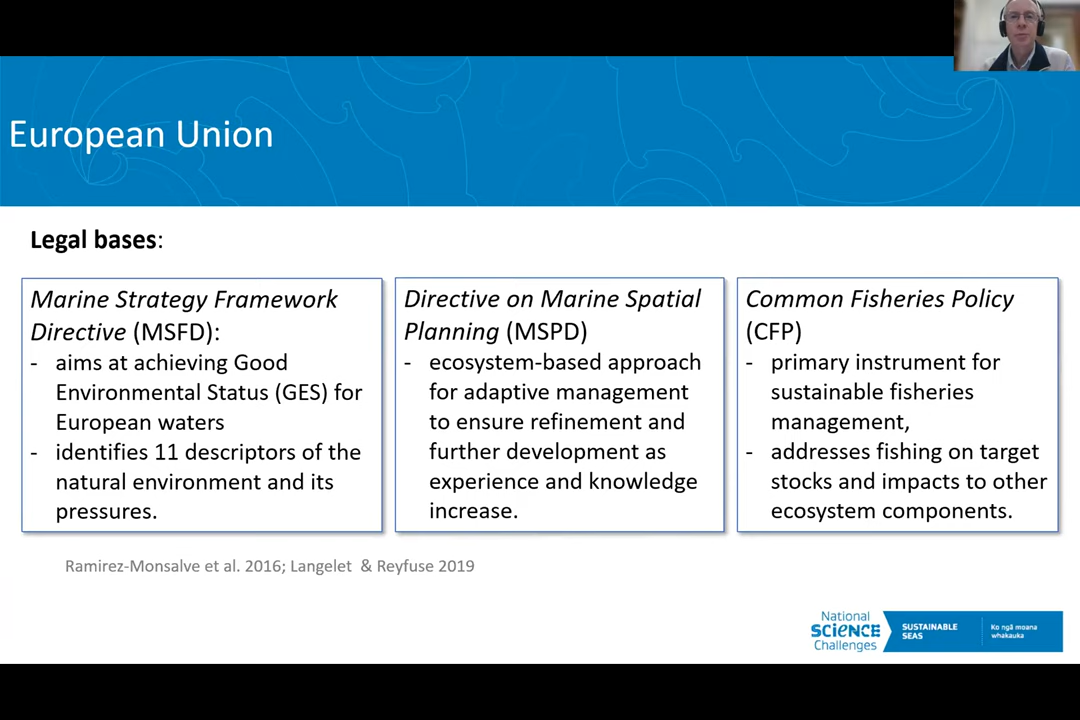 European Union
Legal bases:
Marine Strategy Framework
Directive (MSFD):
- aims at achieving Good
Environmental Status (GES) for
European waters
- identifies 11 descriptors of the
natural environment and its
pressures.
Directive on Marine Spatial
Planning (MSPD)
- ecosystem-based approach
for adaptive management
to ensure refinement and
further development as
experience and knowledge
increase.
Common Fisheries Policy
(CFP)
- primary instrument for
sustainable fisheries
management,
- addresses fishing on target
stocks and impacts to other
ecosystem components.
Ramirez-Monsalve et al. 2016; Langelet & Reyfuse 2019
National
SCIENCE
Challenges
SUSTAINABLE
SEAS
Ko ngā moana
whakauka